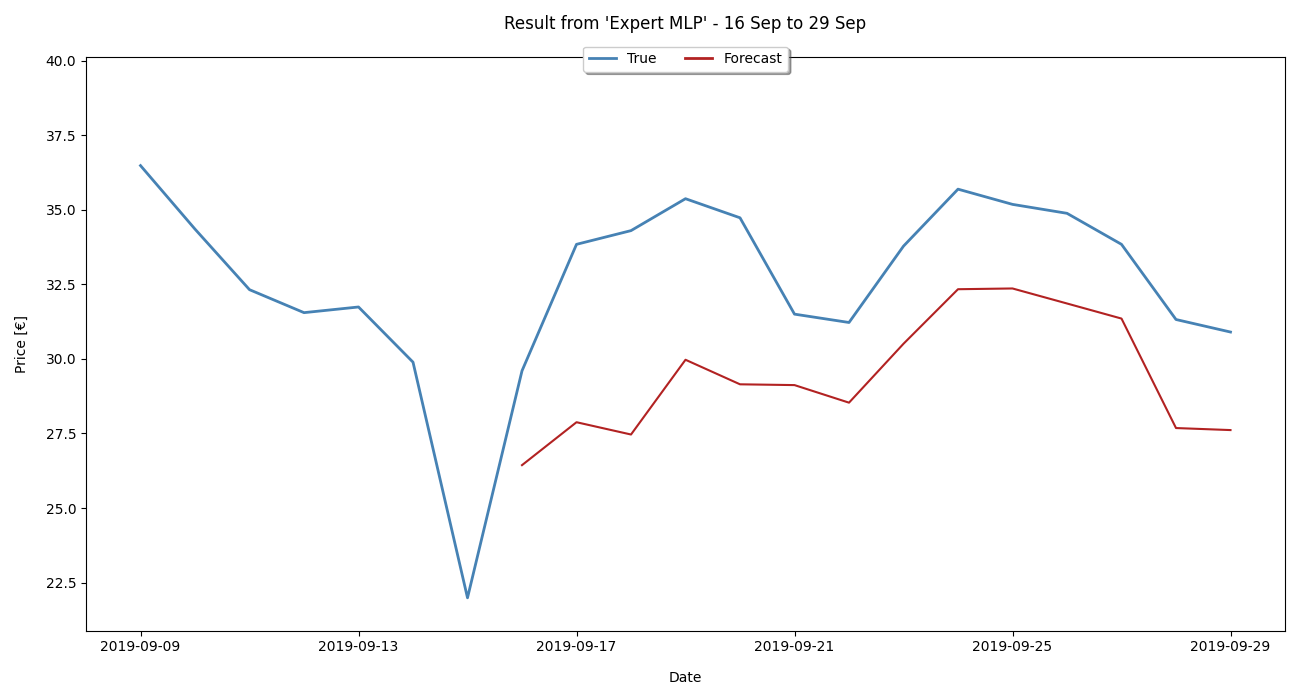 Result from 'Expert MLP' - 16 Sep to 29 Sep
True Forecast
40.0
37.5
35.0
32.5
30.0
27.5
25.0
22.5
Price [€]
2019-09-09 2019-09-13 2019-09-17 2019-09-21 2019-09-25 2019-09-29
Date